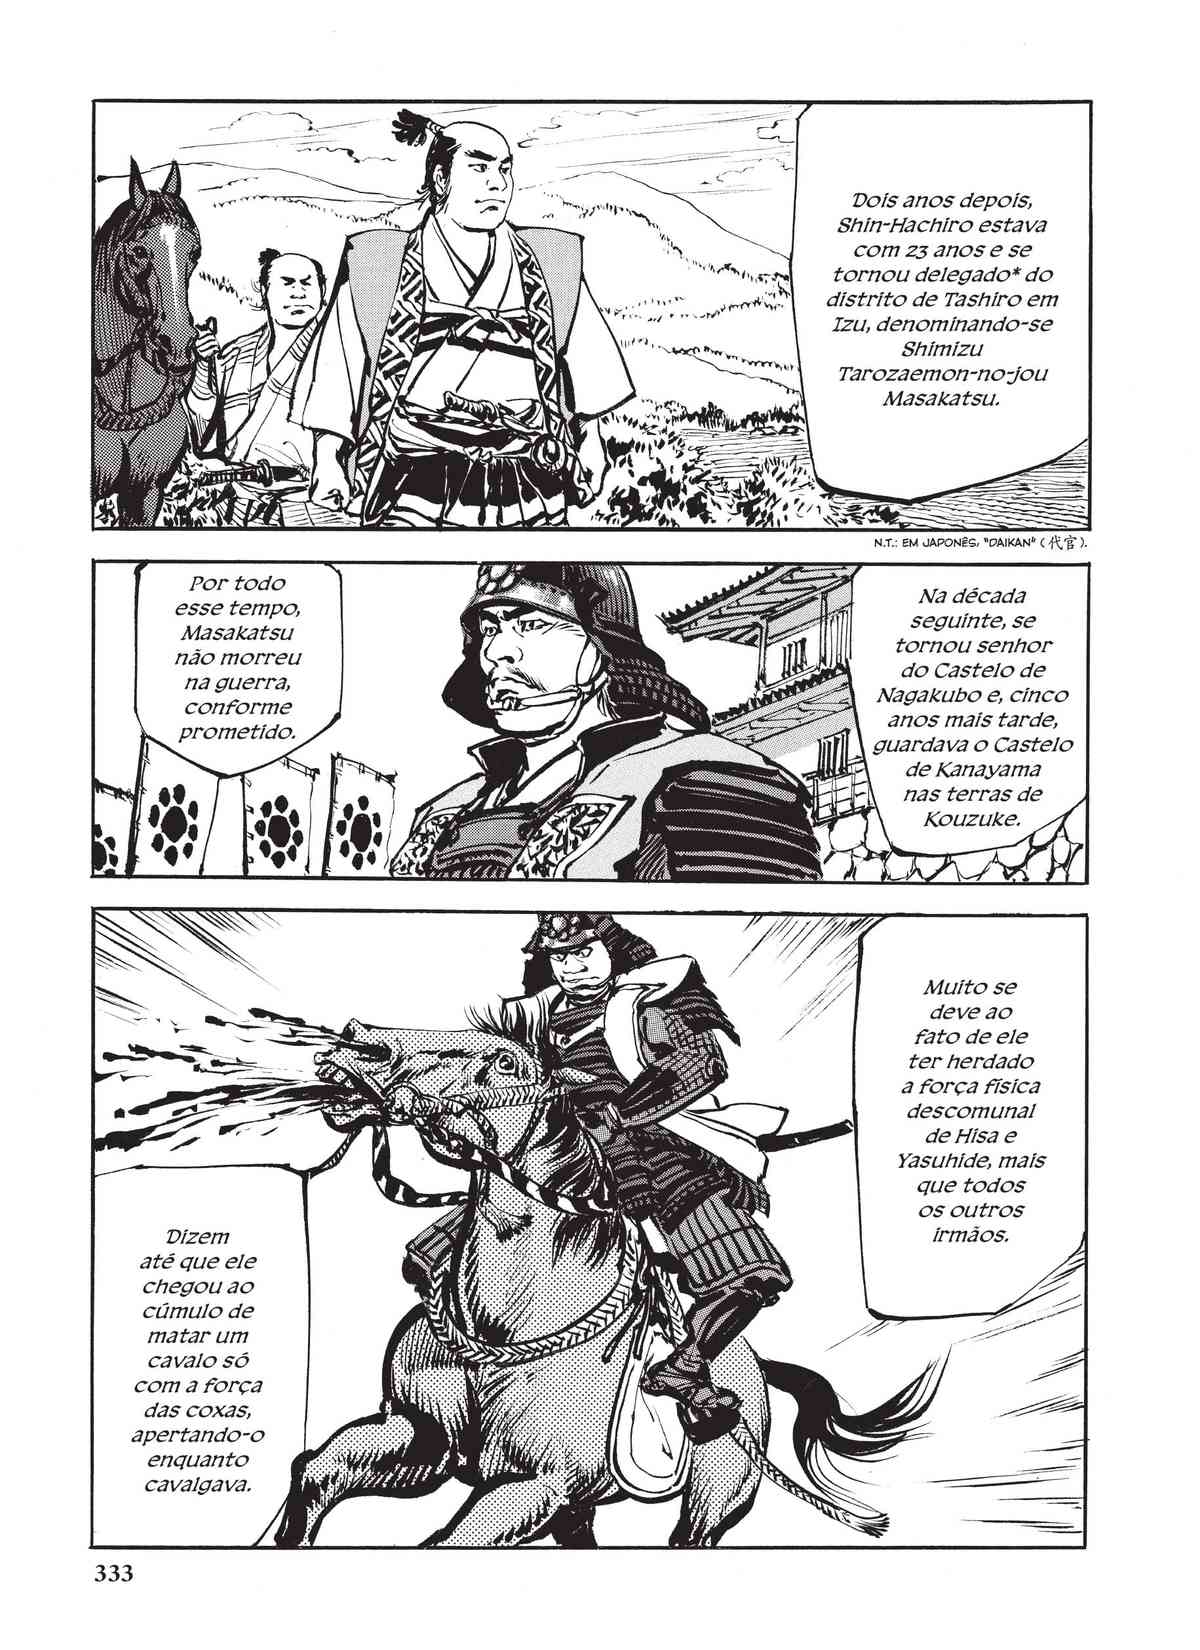 Dois anos depois,
Shin-Hachiro estava
com 23 anos e se
tornou delegado* do
distrito de Tashiro em
Izu, denominando-se
Shimizu
Tarozaemon-no-jou
Masakatsu.
N.T.: EM JAPONÊS, "DAIKAN" (代官).
Na década
seguinte, se
tornou senhor
do Castelo de
Nagakubo e, cinco
anos mais tarde,
guardava o Castelo
de Kanayama
nas terras de
Kouzuke.
Por todo
esse tempo,
Masakatsu
não morreu
na guerra,
conforme
prometido.
Muito se
deve ao
fato de ele
ter herdado
a força física
descomunal
de Hisa e
Yasuhide, mais
que todos
os outros
irmãos.
Dizem
até que ele
chegou ao
cúmulo de
matar um
cavalo só
com a força
das coxas,
apertando-o
enquanto
cavalgava.
333